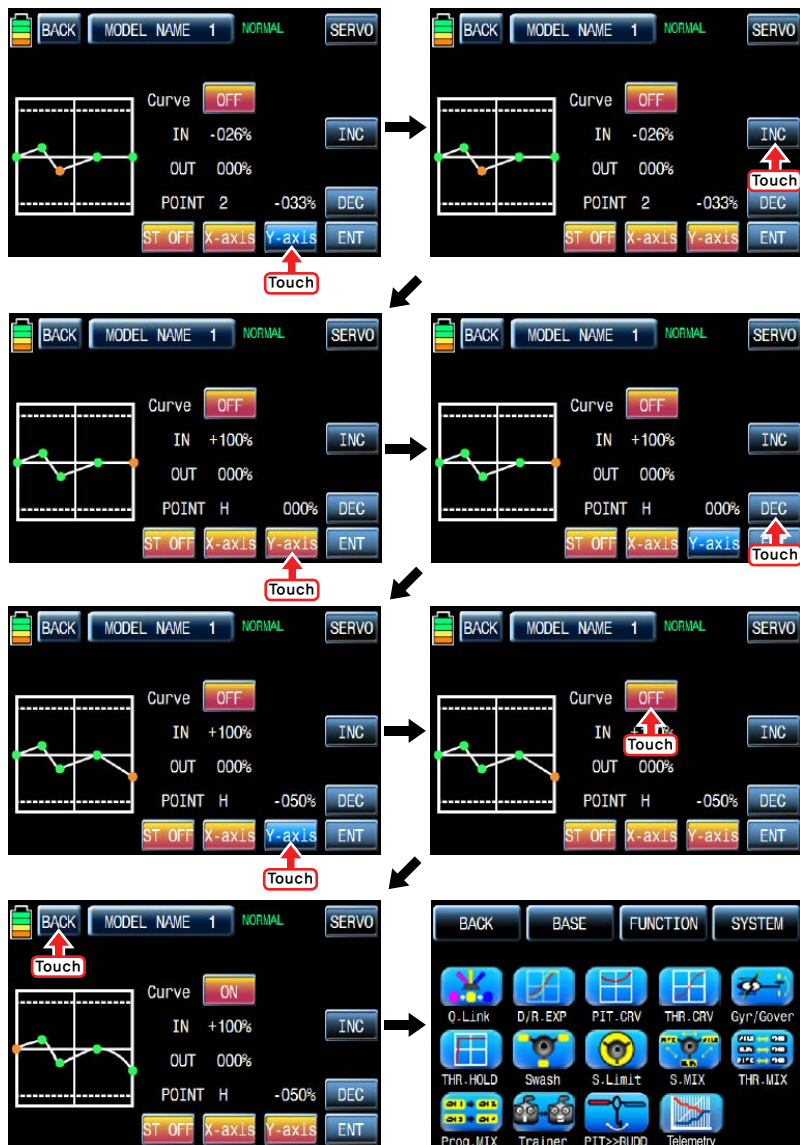 BACK MODEL NAME 1 NORMAL SERVO
Curve OFF
IN -026% INC
OUT 000%
POINT 2 -033% DEC
ST OFF X-axis Y-axis ENT
Touch
BACK MODEL NAME 1 NORMAL SERVO
Curve OFF
IN -026% INC
Touch
OUT 000%
POINT 2 -033% DEC
ST OFF X-axis Y-axis ENT
BACK MODEL NAME 1 NORMAL SERVO
Curve OFF
IN +100% INC
OUT 000%
POINT H 000% DEC
ST OFF X-axis Y-axis ENT
Touch
BACK MODEL NAME 1 NORMAL SERVO
Curve OFF
IN +100% INC
OUT 000%
POINT H 000% DEC
ST OFF X-axis Y-axis
Touch
BACK MODEL NAME 1 NORMAL SERVO
Curve OFF
IN +100% INC
OUT 000%
POINT H -050% DEC
ST OFF X-axis Y-axis ENT
Touch
BACK MODEL NAME 1 NORMAL SERVO
Curve OFF
IN INC
Touch
OUT 000%
POINT H -050% DEC
ST OFF X-axis Y-axis ENT
BACK MODEL NAME 1 NORMAL SERVO
Touch
Curve ON
IN +100% INC
OUT 000%
POINT H -050% DEC
ST OFF X-axis Y-axis ENT
BACK BASE FUNCTION SYSTEM
Q.Link D/R.EXP PIT.CRV THR.CRV Gyr/Gover
THR.HOLD Swash S.Limit S.MIX THR.MIX
Prog.MIX Trainer PIT>>RUDD Telemetry